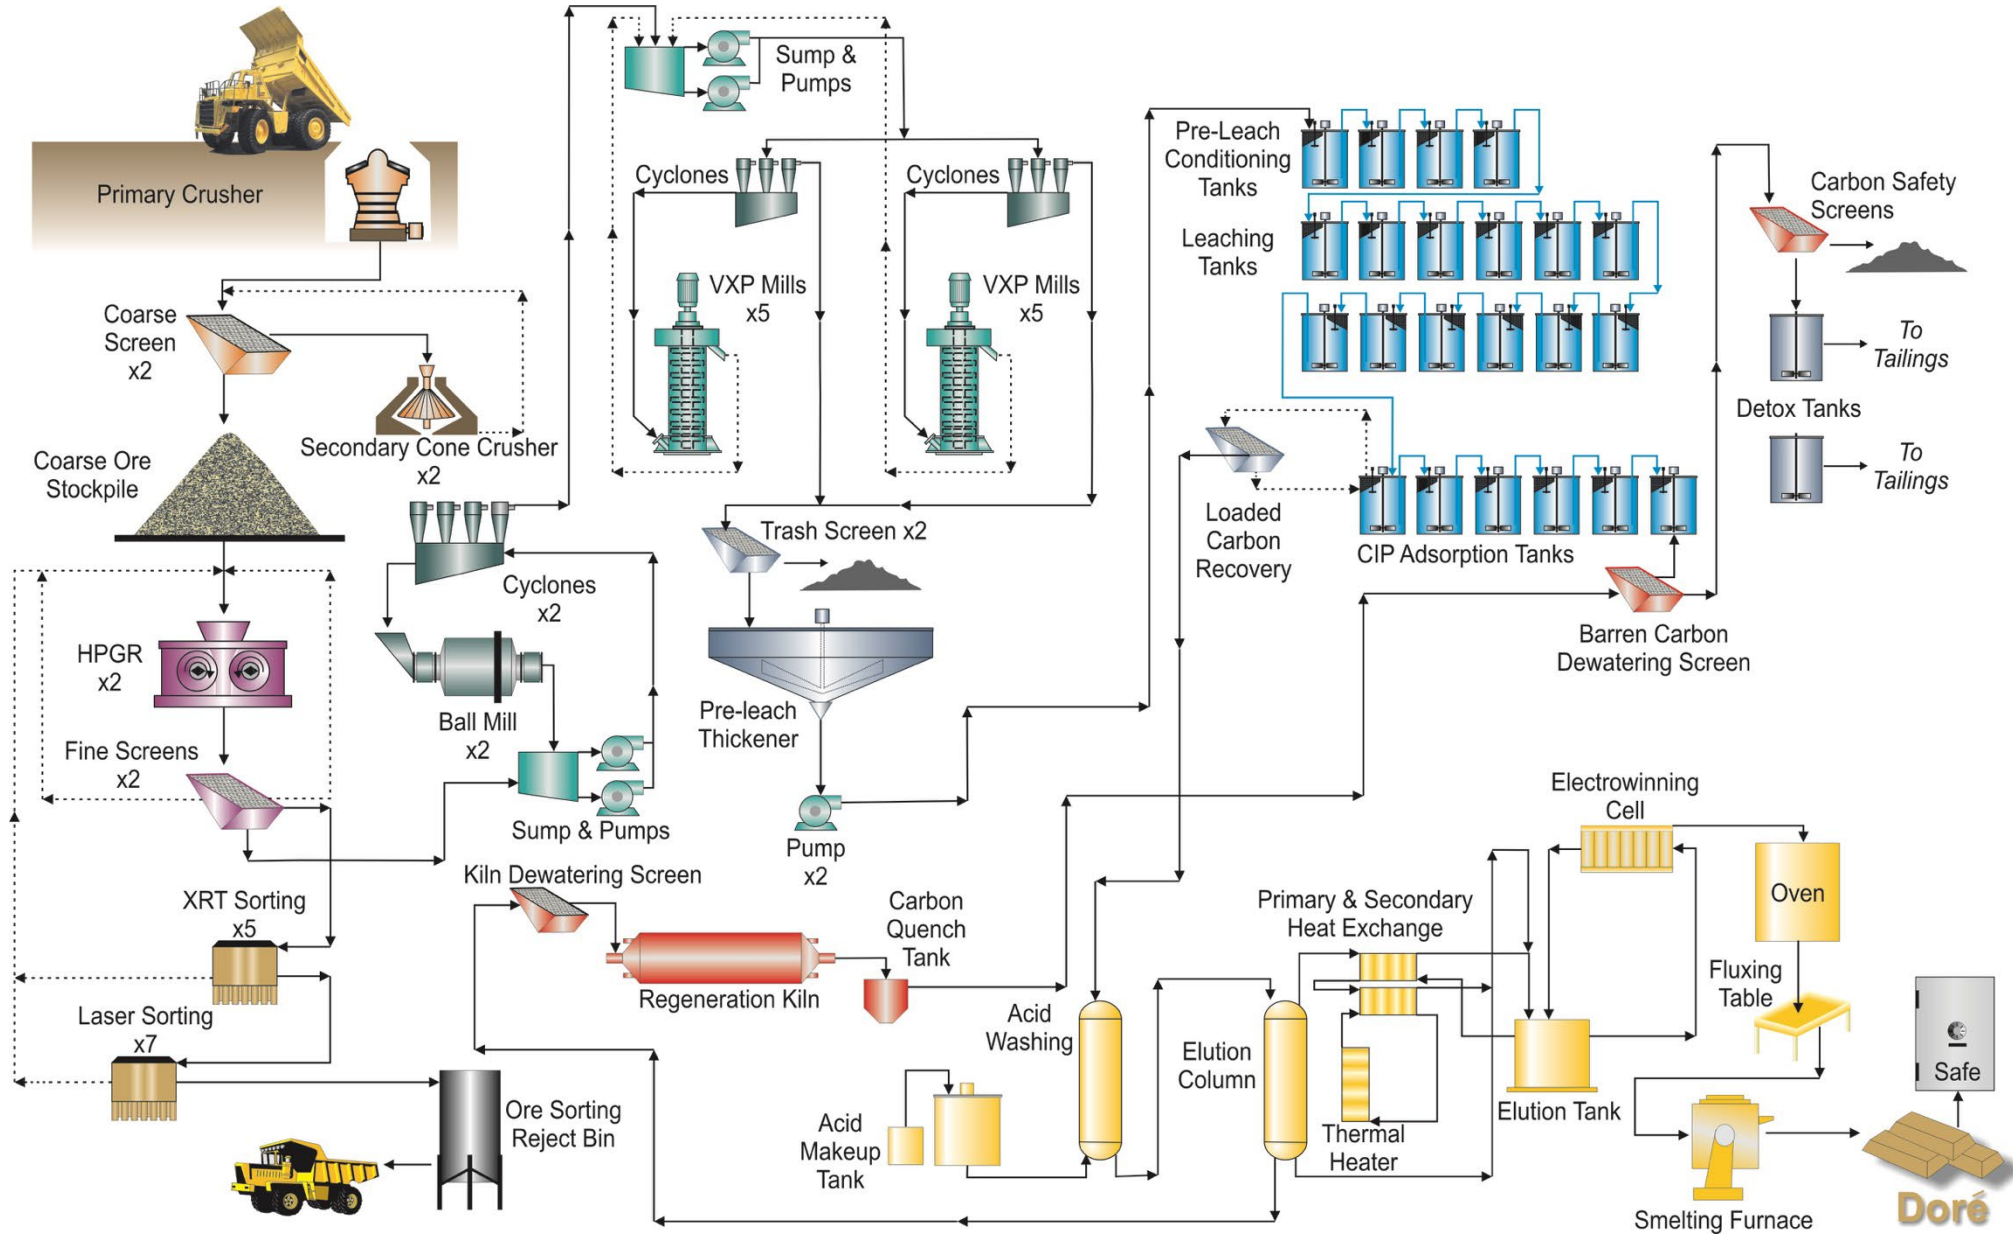 Primary Crusher
Coarse
Screen
x2
Secondary Cone Crusher
x2
Coarse Ore
Stockpile
HPGR
x2
Fine Screens
x2
XRT Sorting
x5
Laser Sorting
x7
Ore Sorting
Reject Bin
Cyclones
x2
Ball Mill
x2
Sump & Pumps
Sump &
Pumps
Cyclones
Cyclones
VXP Mills
x5
VXP Mills
x5
Trash Screen x2
Pre-leach
Thickener
Pump
x2
Pre-Leach
Conditioning
Tanks
Leaching
Tanks
Loaded
Carbon
Recovery
CIP Adsorption Tanks
Barren Carbon
Dewatering Screen
Carbon Safety
Screens
To
Tailings
Detox Tanks
To
Tailings
Kiln Dewatering Screen
Regeneration Kiln
Carbon
Quench
Tank
Acid
Washing
Acid
Makeup
Tank
Elution
Column
Primary & Secondary
Heat Exchange
Thermal
Heater
Elution Tank
Electrowinning
Cell
Oven
Fluxing
Table
Smelting Furnace
Safe
Doré